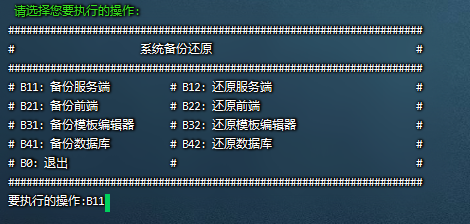 请选择您要执行的操作:
##############################################################
# 系统备份还原 #
##############################################################
# B11: 备份服务端 # B12: 还原服务端 #
# B21: 备份前端 # B22: 还原前端 #
# B31: 备份模板编辑器 # B32: 还原模板编辑器 #
# B41: 备份数据库 # B42: 还原数据库 #
# B0: 退出 # #
##############################################################
要执行的操作:B11